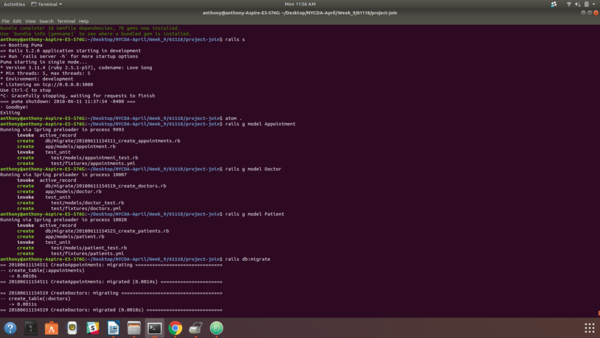 Activities
Terminal
Mon 11:56 AM
anthony@anthony-Aspire-E5-576G: ~/Desktop/NYCDA-April/Week_9/61118/project-join
File Edit View Search Terminal Help
Bundle complete! 18 Gemfile dependencies, 78 gems now installed.
Use `bundle info [gemname]` to see where a bundled gem is installed.
anthony@anthony-Aspire-E5-576G:~/Desktop/NYCDA-April/Week_9/61118/project-join$ rails s
=> Booting Puma
=> Rails 5.2.0 application starting in development
=> Run `rails server -h` for more startup options
Puma starting in single mode...
* Version 3.11.4 (ruby 2.5.1-p57), codename: Love Song
* Min threads: 5, max threads: 5
* Environment: development
* Listening on tcp://0.0.0.0:3000
Use Ctrl-C to stop
^C- Gracefully stopping, waiting for requests to finish
=== puma shutdown: 2018-06-11 11:37:54 -0400 ===
- Goodbye!
Exiting
anthony@anthony-Aspire-E5-576G:~/Desktop/NYCDA-April/Week_9/61118/project-join$ atom .
anthony@anthony-Aspire-E5-576G:~/Desktop/NYCDA-April/Week_9/61118/project-join$ rails g model Appointment
Running via Spring preloader in process 9993
invoke active_record
create db/migrate/20180611154511_create_appointments.rb
create app/models/appointment.rb
invoke test_unit
create test/models/appointment_test.rb
create test/fixtures/appointments.yml
anthony@anthony-Aspire-E5-576G:~/Desktop/NYCDA-April/Week_9/61118/project-join$ rails g model Doctor
Running via Spring preloader in process 10007
invoke active_record
create db/migrate/20180611154519_create_doctors.rb
create app/models/doctor.rb
invoke test_unit
create test/models/doctor_test.rb
create test/fixtures/doctors.yml
anthony@anthony-Aspire-E5-576G:~/Desktop/NYCDA-April/Week_9/61118/project-join$ rails g model Patient
Running via Spring preloader in process 10020
invoke active_record
create db/migrate/20180611154525_create_patients.rb
create app/models/patient.rb
invoke test_unit
create test/models/patient_test.rb
create test/fixtures/patients.yml
anthony@anthony-Aspire-E5-576G:~/Desktop/NYCDA-April/Week_9/61118/project-join$ rails db:migrate
== 20180611154511 CreateAppointments: migrating ================================
-- create_table(:appointments)
-> 0.0010s
== 20180611154511 CreateAppointments: migrated (0.0014s) =======================
== 20180611154519 CreateDoctors: migrating =====================================
-- create_table(:doctors)
-> 0.0011s
== 20180611154519 CreateDoctors: migrated (0.0018s) ============================